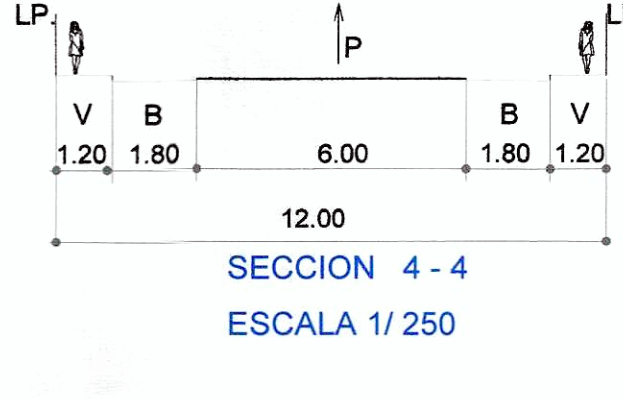 LP. L
P
V B B V
1.20 1.80 6.00 1.80 1.20
12.00
SECCION 4 - 4
ESCALA 1/ 250